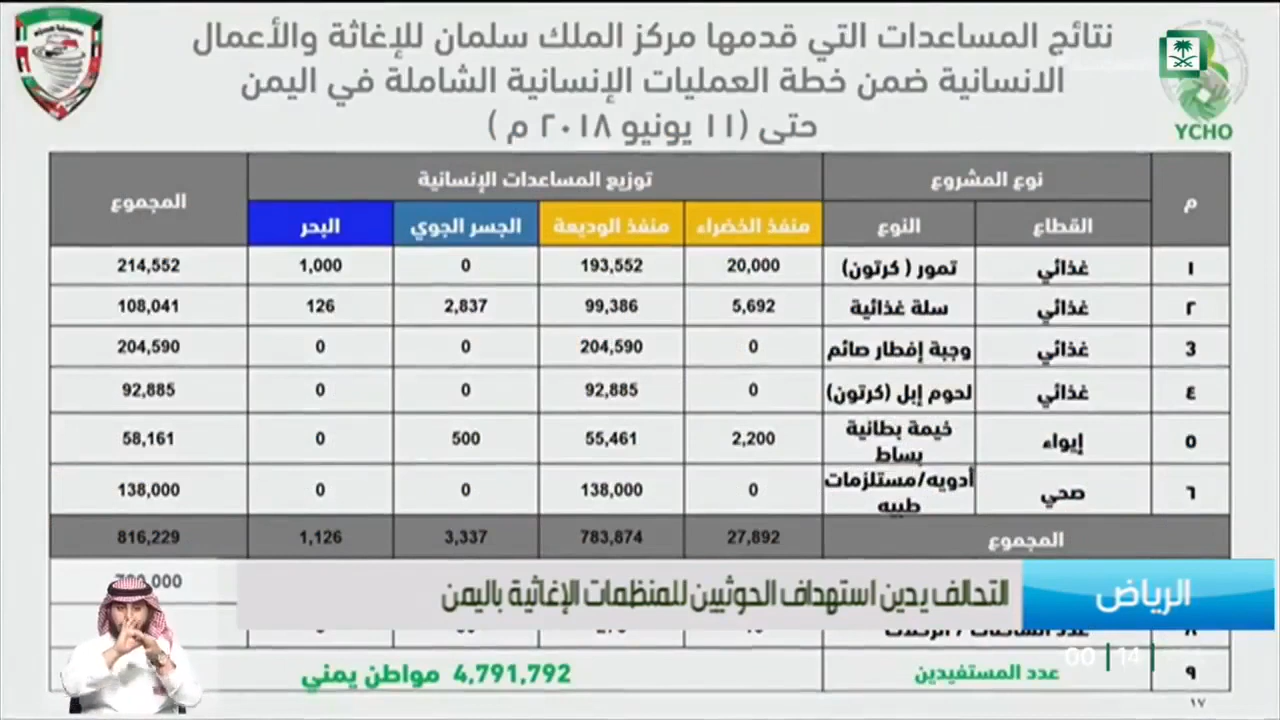 نتائج المساعدات التي قدمها مركز الملك سلمان للإغاثة والأعمال
الانسانية ضمن خطة العمليات الإنسانية الشاملة في اليمن
حتى (١١ يونيو ٢٠١٨ م )
YCHO
م نوع المشروع توزيع المساعدات الإنسانية المجموع
القطاع النوع منفذ الخضراء منفذ الوديعة الجسر الجوي البحر
١ غذائي تمور ( كرتون) 20,000 193,552 0 1,000 214,552
٢ غذائي سلة غذائية 5,692 99,386 2,837 126 108,041
3 غذائي وجبة إفطار صائم 0 204,590 0 0 204,590
٤ غذائي لحوم إبل (كرتون) 0 92,885 0 0 92,885
٥ إيواء خيمة بطانية بساط 2,200 55,461 500 0 58,161
٦ صحي أدويه/مستلزمات طبيه 0 138,000 0 0 138,000
المجموع 27,892 783,874 3,337 1,126 816,229
الرياض
التحالف يدين استهداف الحوثيين للمنظمات الإغاثية باليمن
00 14
٩ عدد المستفيدين 4,791,792 مواطن يمني
١٧